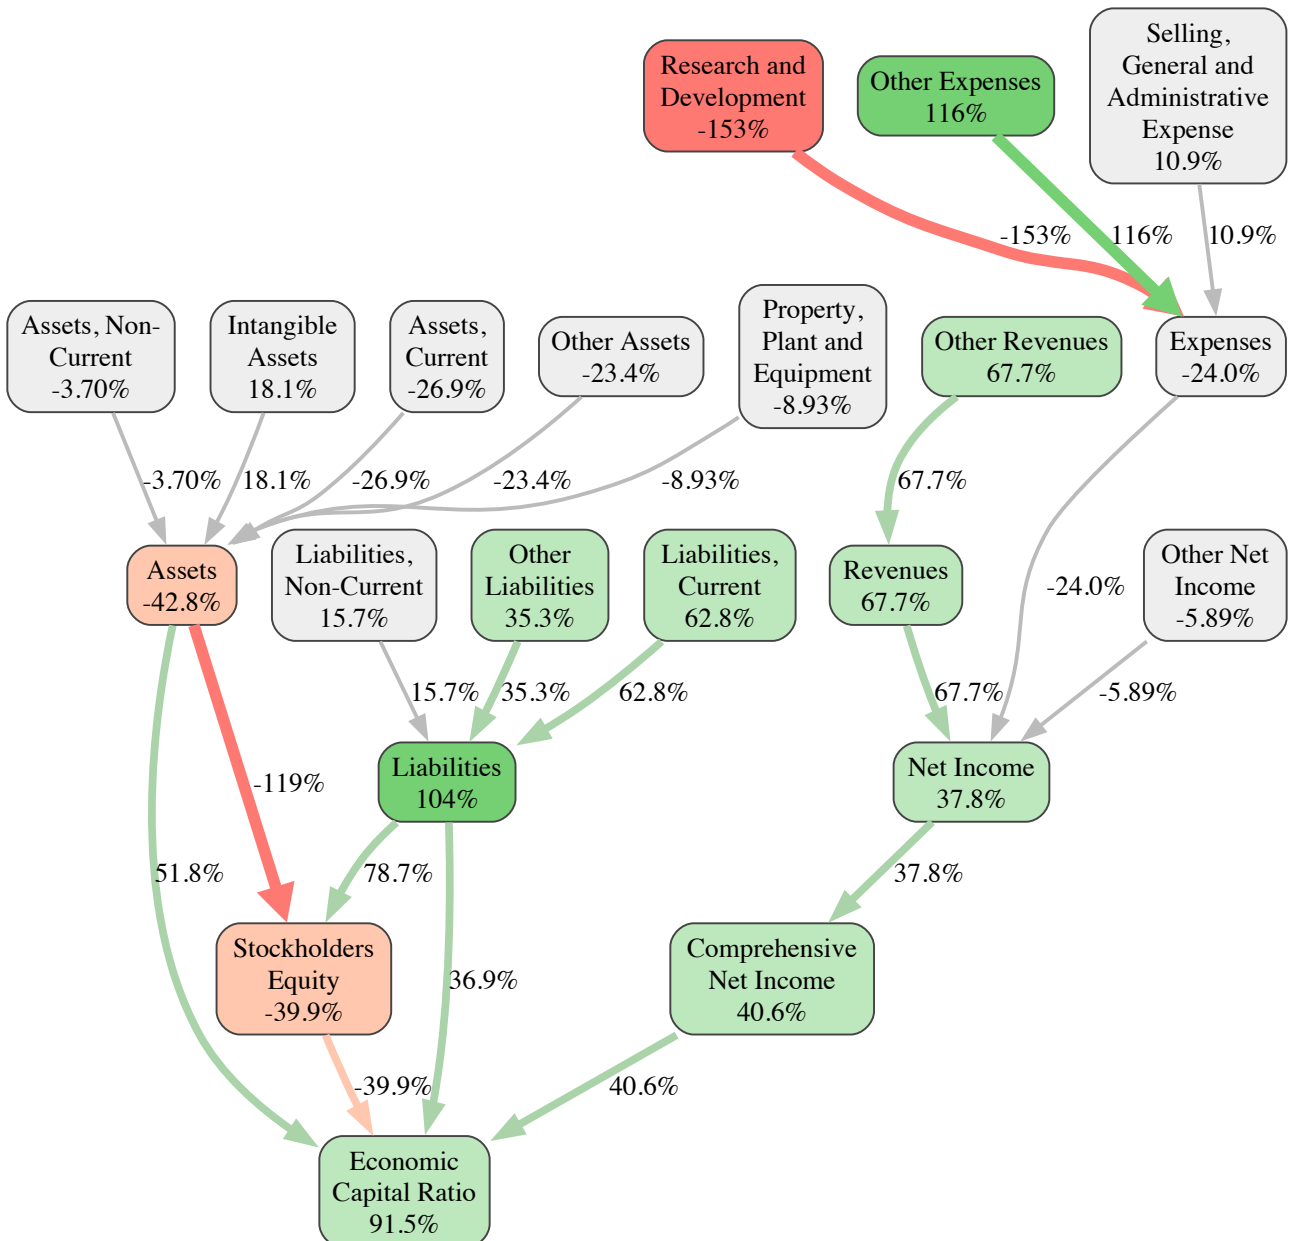 Selling,
General and
Administrative
Expense
10.9%
Research and
Development
-153%
Other Expenses
116%
-153%
116%
10.9%
Assets, Non-
Current
-3.70%
Intangible
Assets
18.1%
Assets,
Current
-26.9%
Other Assets
-23.4%
Property,
Plant and
Equipment
-8.93%
Other Revenues
67.7%
Expenses
-24.0%
-3.70%
18.1%
-26.9%
-23.4%
-8.93%
67.7%
Assets
-42.8%
Liabilities,
Non-Current
15.7%
Other
Liabilities
35.3%
Liabilities,
Current
62.8%
Revenues
67.7%
-24.0%
Other Net
Income
-5.89%
15.7%
35.3%
62.8%
67.7%
-5.89%
-119%
Liabilities
104%
Net Income
37.8%
51.8%
78.7%
37.8%
Stockholders
Equity
-39.9%
36.9%
Comprehensive
Net Income
40.6%
-39.9%
40.6%
Economic
Capital Ratio
91.5%